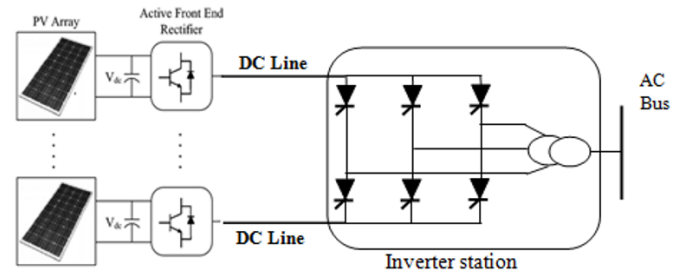 PV Array
Active Front End
Rectifier
Vdc
DC Line
AC
Bus
Vdc
DC Line
Inverter station